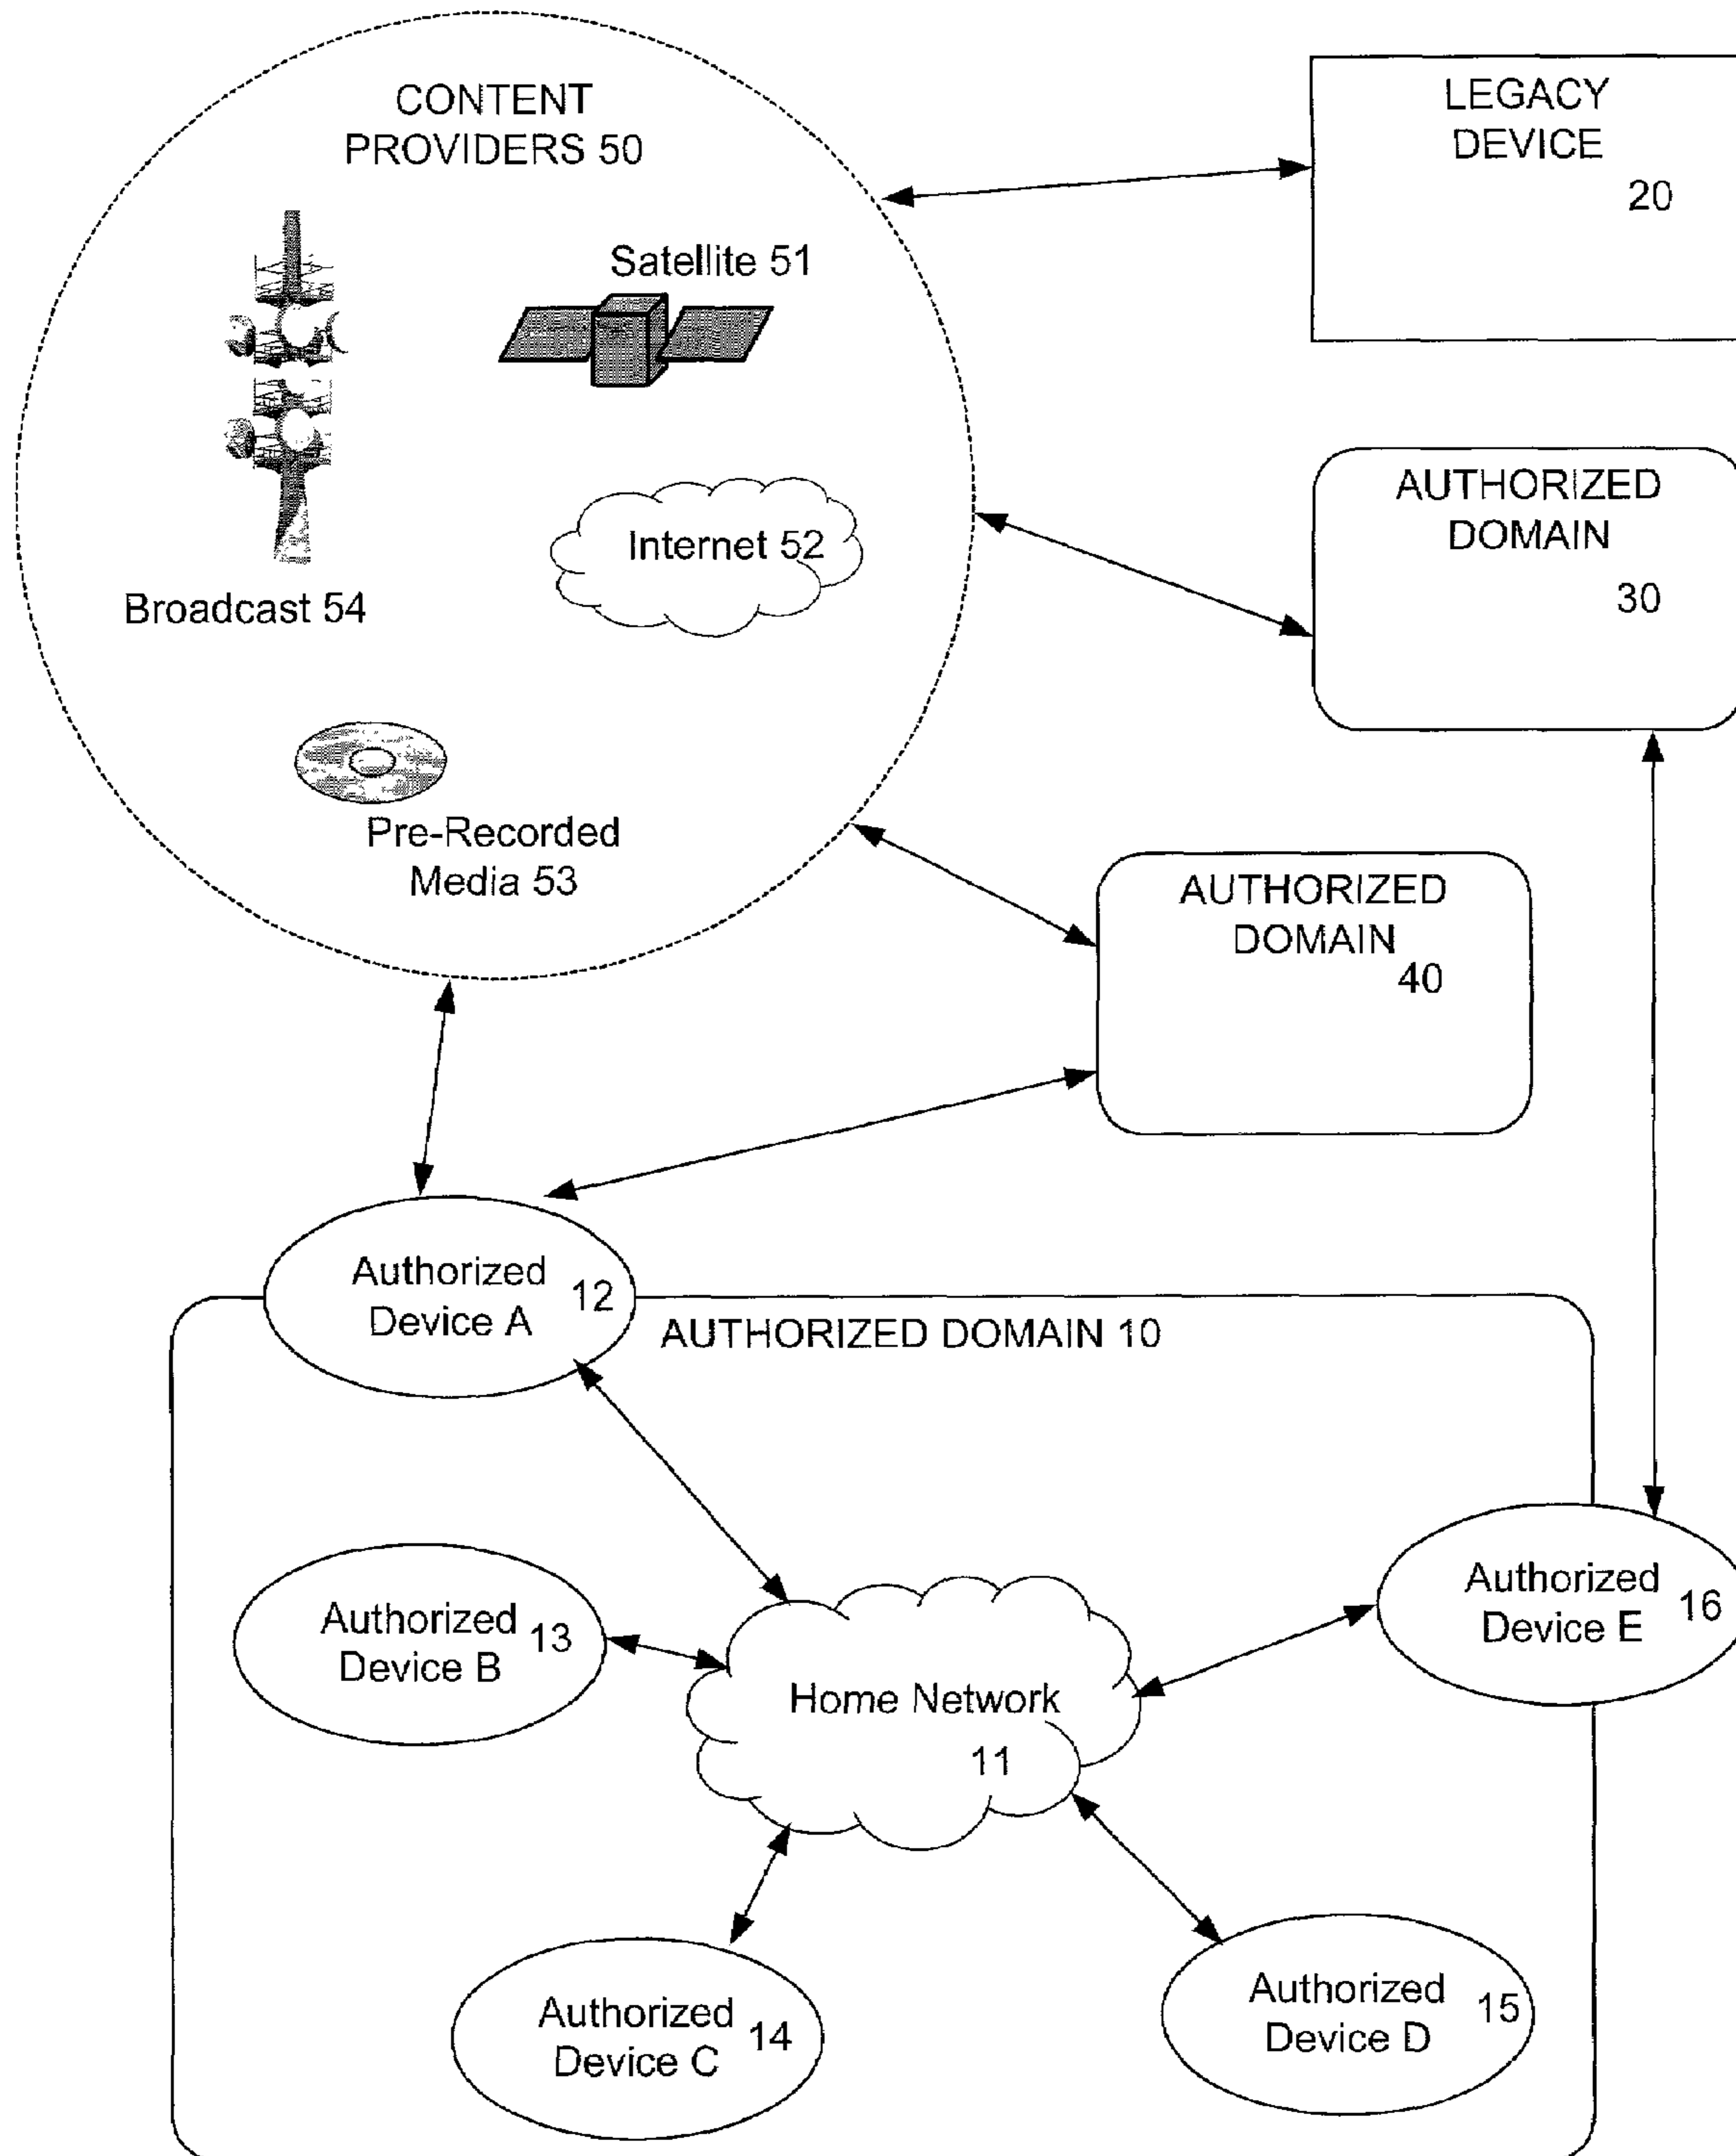 CONTENT
PROVIDERS 50
LEGACY
DEVICE
20
Satellite 51
Internet 52
Broadcast 54
AUTHORIZED
DOMAIN
30
Pre-Recorded
Media 53
AUTHORIZED
DOMAIN
40
Authorized
Device A
12
AUTHORIZED DOMAIN 10
Authorized
Device B
13
Authorized
Device E
16
Home Network
11
Authorized
Device C
14
Authorized
Device D
15